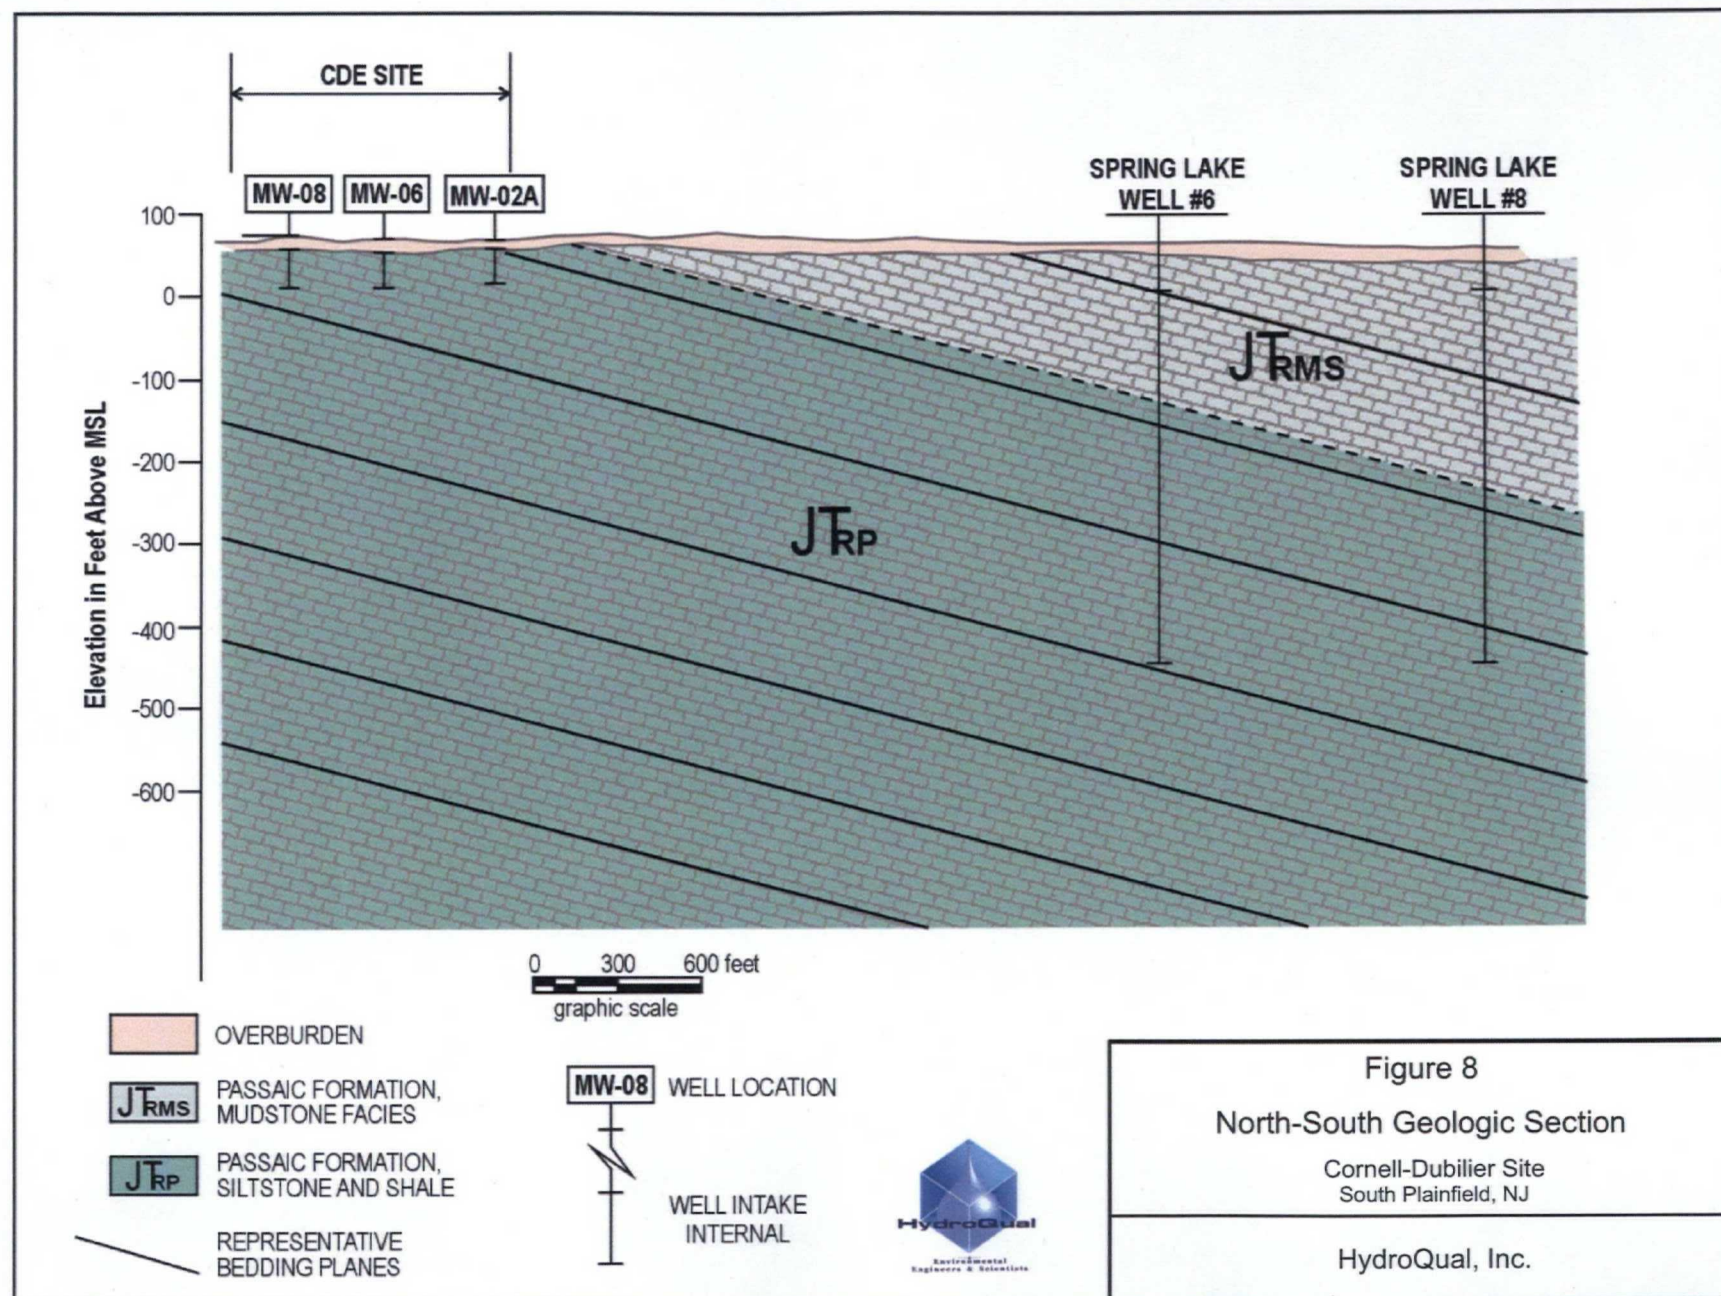 CDE SITE
MW-08
MW-06
MW-02A
SPRING LAKE
WELL #6
SPRING LAKE
WELL #8
100
0
-100
-200
-300
-400
-500
-600
Elevation in Feet Above MSL
JTRMS
JTRP
0 300 600 feet
graphic scale
OVERBURDEN
JTRMS
PASSAIC FORMATION,
MUDSTONE FACIES
JTRP
PASSAIC FORMATION,
SILTSTONE AND SHALE
REPRESENTATIVE
BEDDING PLANES
MW-08 WELL LOCATION
WELL INTAKE
INTERNAL
HydroQual
Environmental
Engineers & Scientists
Figure 8
North-South Geologic Section
Cornell-Dubilier Site
South Plainfield, NJ
HydroQual, Inc.